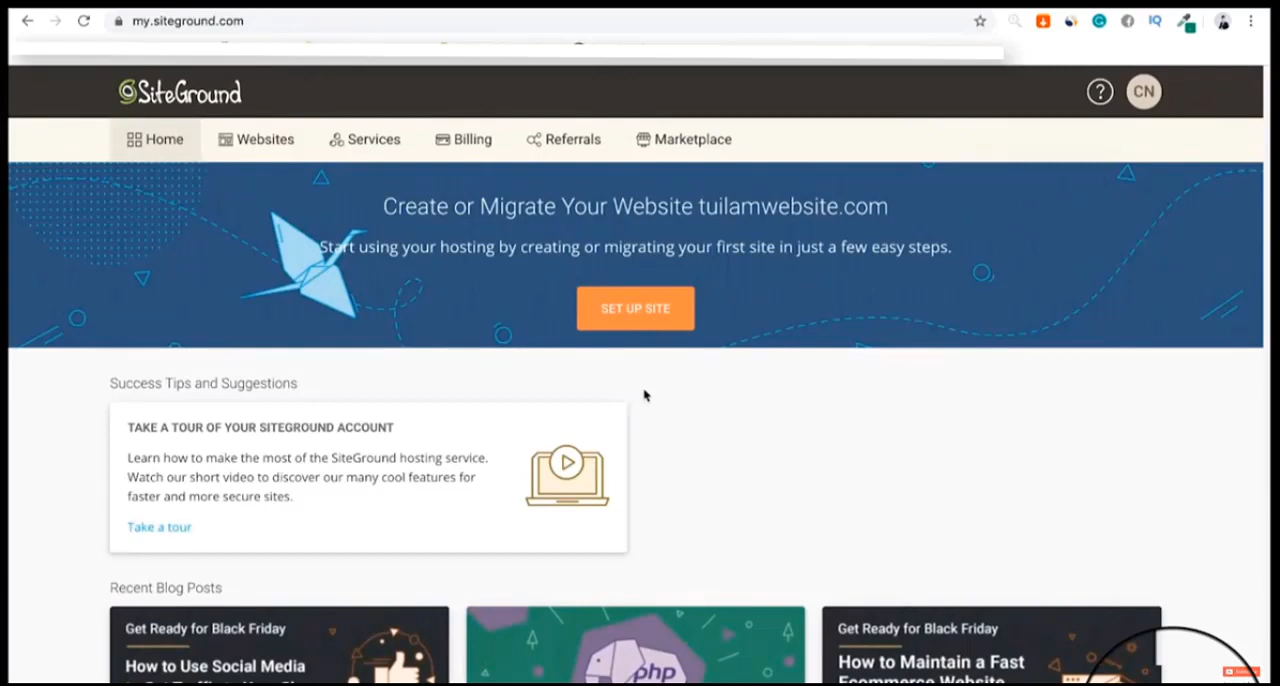 my.siteground.com
IQ
SiteGround
?
CN
Home
Websites
Services
Billing
Referrals
Marketplace
Create or Migrate Your Website tuilamwebsite.com
Start using your hosting by creating or migrating your first site in just a few easy steps.
SET UP SITE
Success Tips and Suggestions
TAKE A TOUR OF YOUR SITEGROUND ACCOUNT
Learn how to make the most of the SiteGround hosting service.
Watch our short video to discover our many cool features for
faster and more secure sites.
Take a tour
Recent Blog Posts
Get Ready for Black Friday
How to Use Social Media
php
Get Ready for Black Friday
How to Maintain a Fast
Ecommerce Website